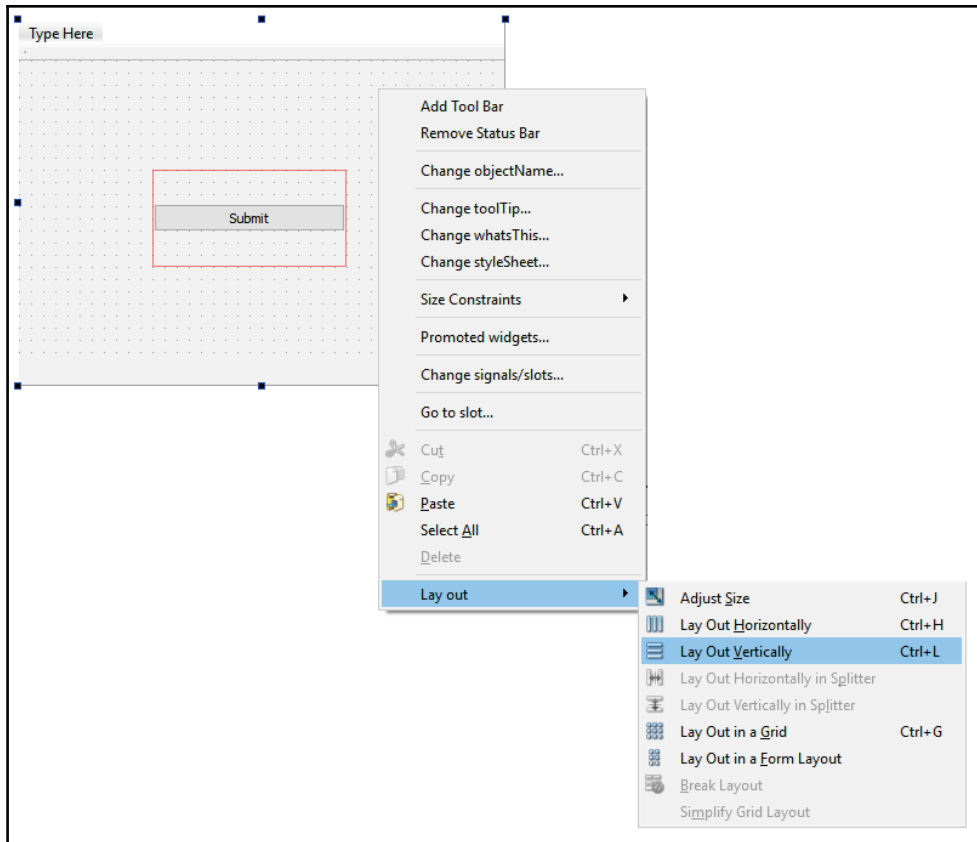 Type Here
Submit
Add Tool Bar
Remove Status Bar
Change objectName...
Change toolTip...
Change whatsThis...
Change styleSheet...
Size Constraints
Promoted widgets...
Change signals/slots...
Go to slot...
Cut Ctrl+X
Copy Ctrl+C
Paste Ctrl+V
Select All Ctrl+A
Delete
Lay out
Adjust Size Ctrl+J
Lay Out Horizontally Ctrl+H
Lay Out Vertically Ctrl+L
Lay Out Horizontally in Splitter
Lay Out Vertically in Splitter
Lay Out in a Grid Ctrl+G
Lay Out in a Form Layout
Break Layout
Simplify Grid Layout